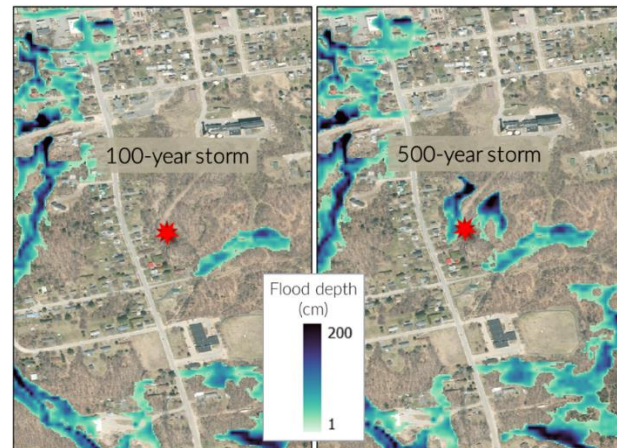 100-year storm
500-year storm
Flood depth
(cm)
200
1